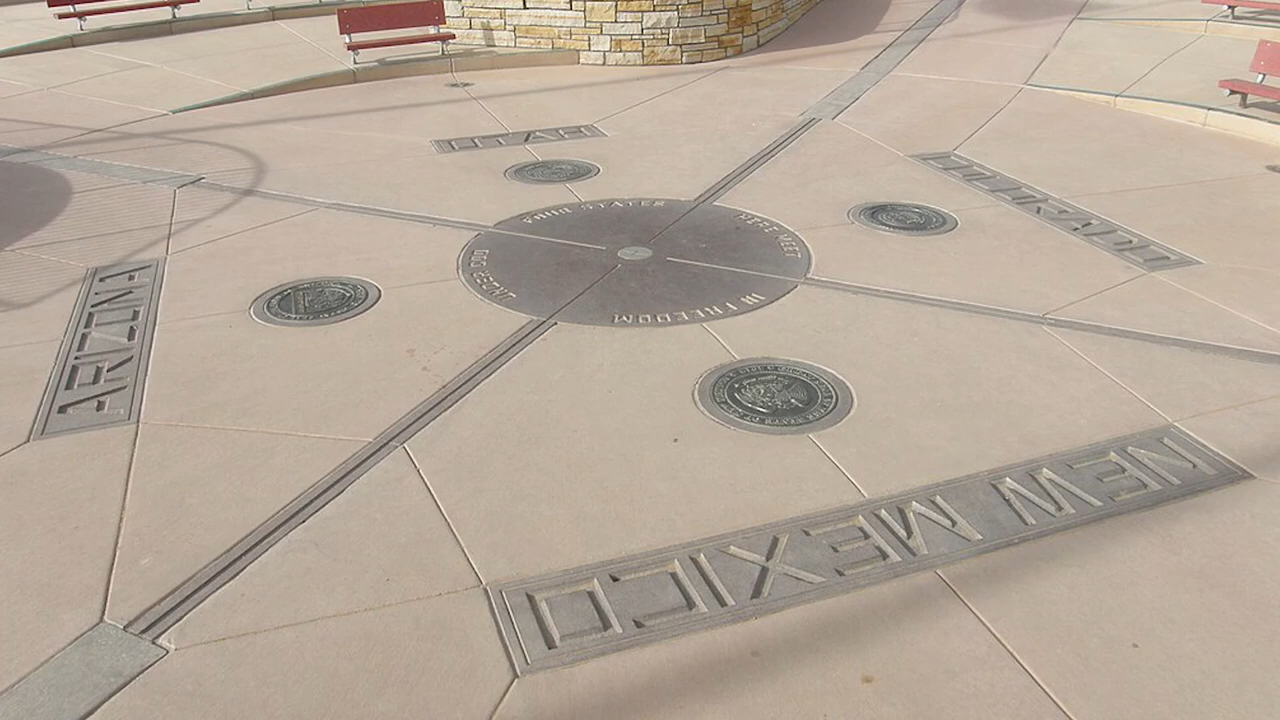 UTAH
COLORADO
ARIZONA
FOUR STATES
HERE MEET
IN FREEDOM
UNDER GOD
NEW MEXICO